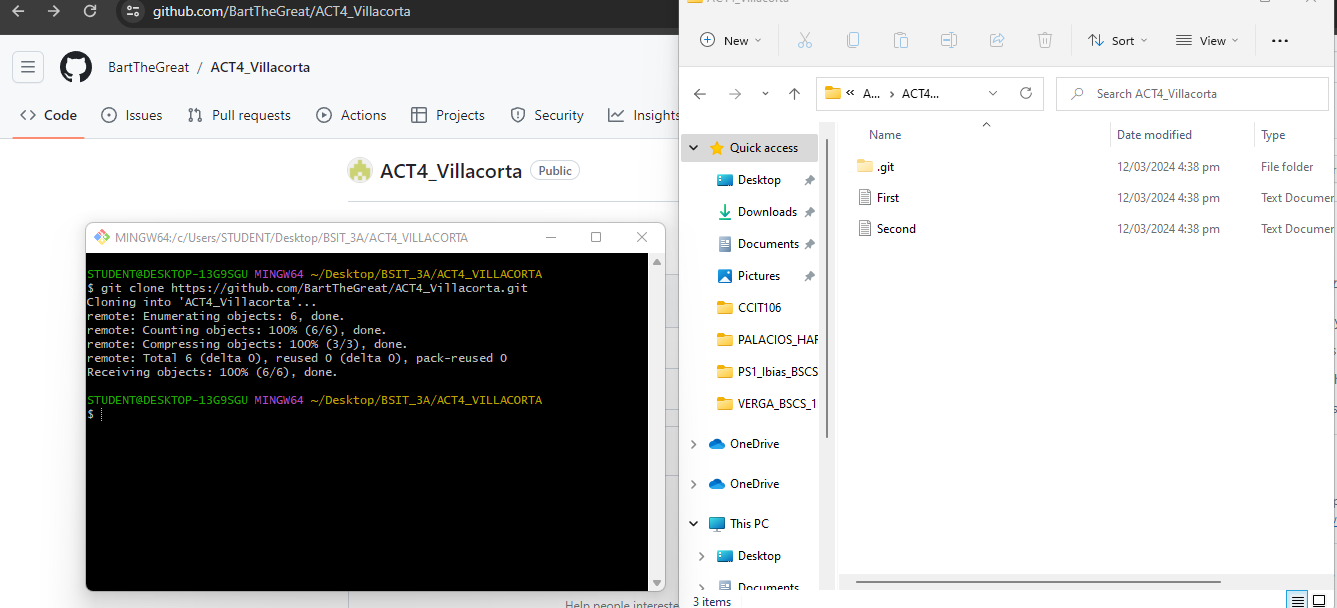 github.com/BartTheGreat/ACT4_Villacorta
BartTheGreat / ACT4_Villacorta
Code Issues Pull requests Actions Projects Security Insights
ACT4_Villacorta Public
MINGW64:/c/Users/STUDENT/Desktop/BSIT_3A/ACT4_VILLACORTA
STUDENT@DESKTOP-13G9SGU MINGW64 ~/Desktop/BSIT_3A/ACT4_VILLACORTA
$ git clone https://github.com/BartTheGreat/ACT4_Villacorta.git
Cloning into 'ACT4_Villacorta'...
remote: Enumerating objects: 6, done.
remote: Counting objects: 100% (6/6), done.
remote: Compressing objects: 100% (3/3), done.
remote: Total 6 (delta 0), reused 0 (delta 0), pack-reused 0
Receiving objects: 100% (6/6), done.
STUDENT@DESKTOP-13G9SGU MINGW64 ~/Desktop/BSIT_3A/ACT4_VILLACORTA
$
Help people intereste
ACT4_Villacorta
New Sort View
« A... › ACT4... Search ACT4_Villacorta
Name Date modified Type
.git 12/03/2024 4:38 pm File folder
First 12/03/2024 4:38 pm Text Documer
Second 12/03/2024 4:38 pm Text Documer
Quick access
Desktop
Downloads
Documents
Pictures
CCIT106
PALACIOS_HAF
PS1_Ibias_BSCS
VERGA_BSCS_1
OneDrive
OneDrive
This PC
Desktop
Documents
3 items